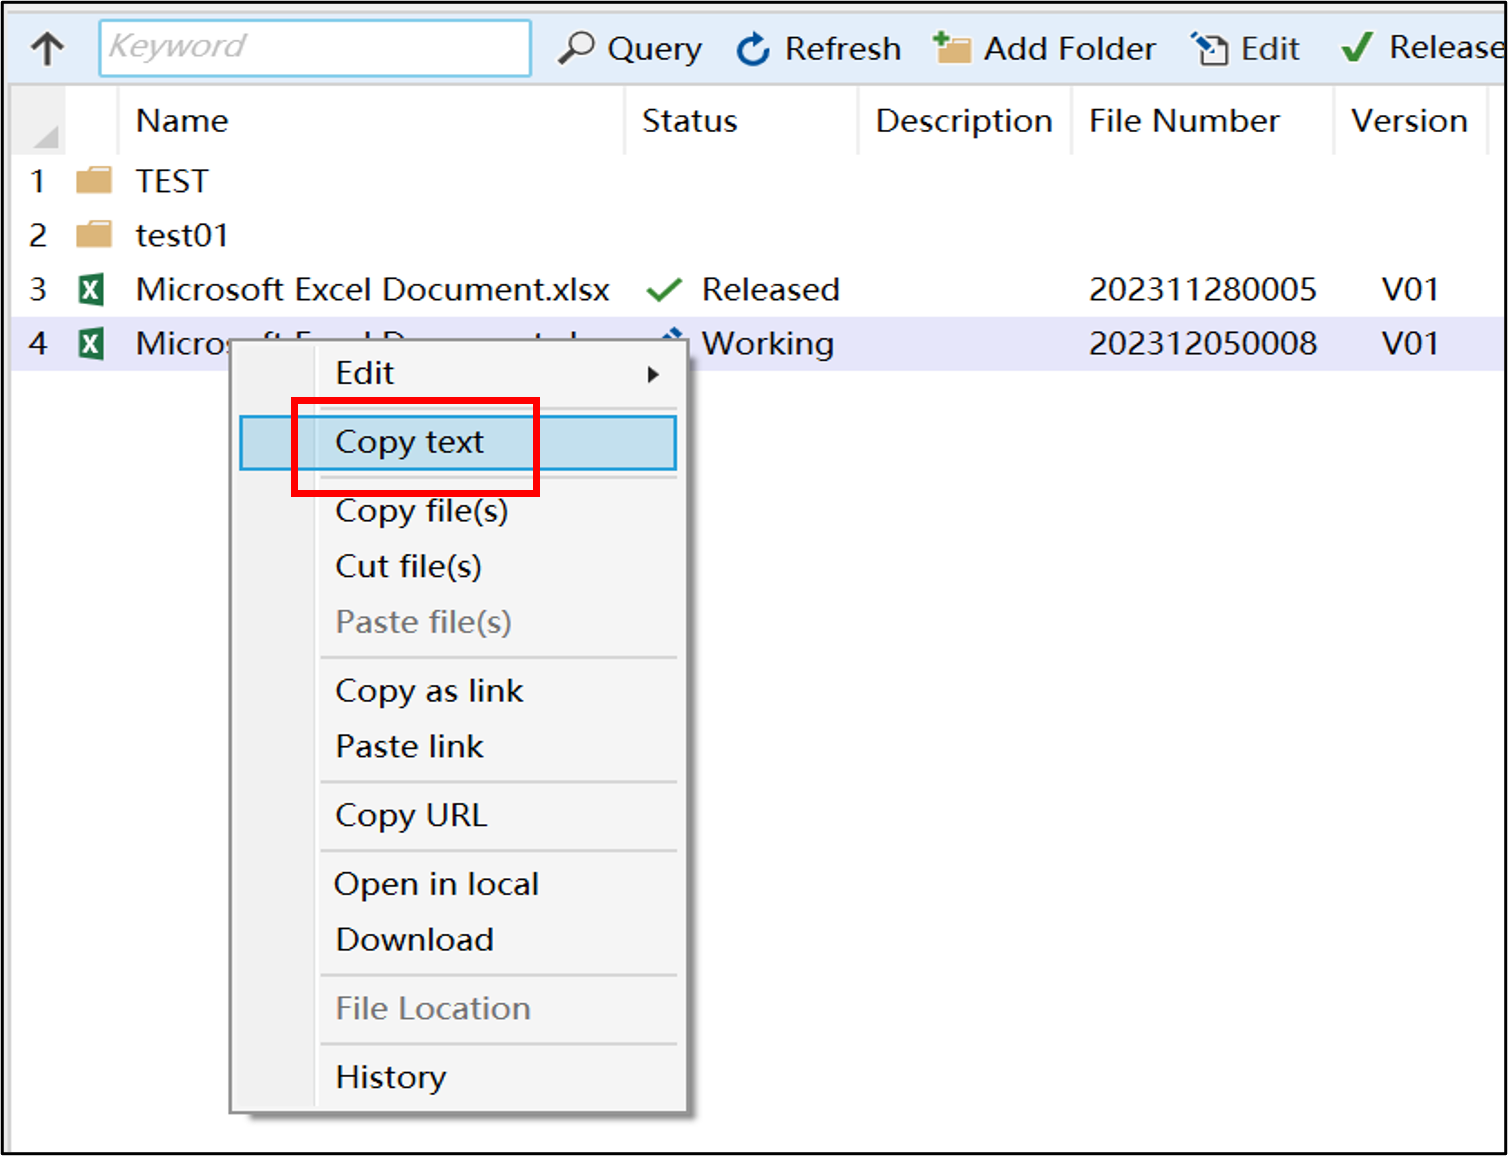 Keyword Query Refresh Add Folder Edit Release
Name Status Description File Number Version
1 TEST
2 test01
3 Microsoft Excel Document.xlsx Released 202311280005 V01
4 Working 202312050008 V01
Edit
Copy text
Copy file(s)
Cut file(s)
Paste file(s)
Copy as link
Paste link
Copy URL
Open in local
Download
File Location
History